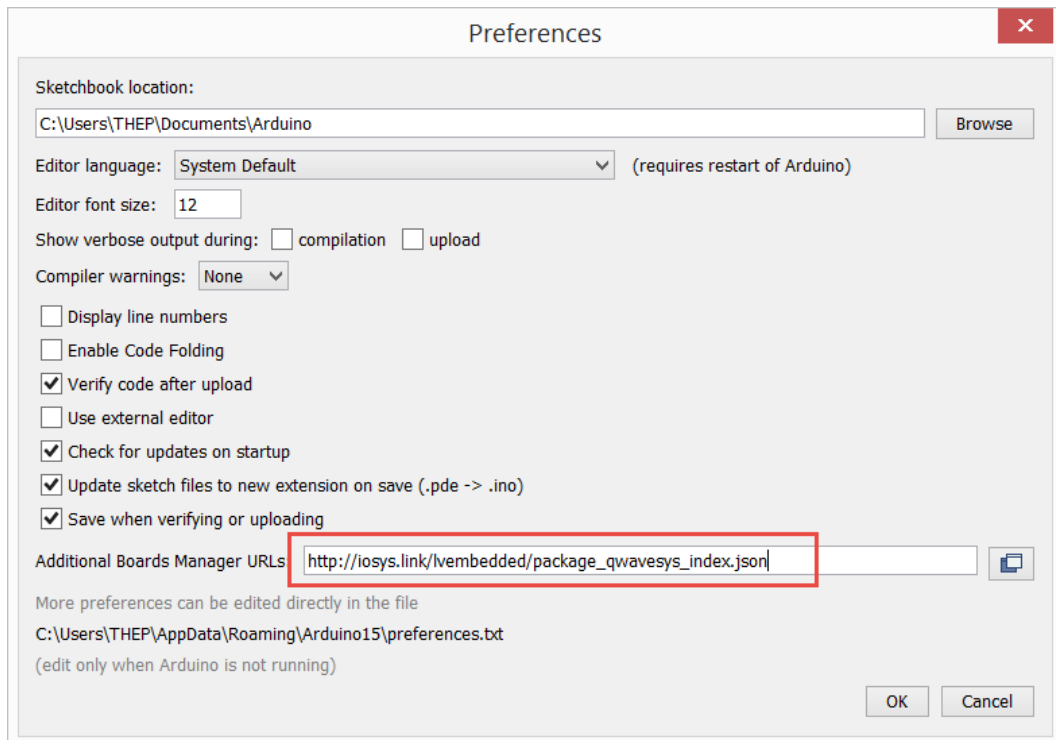 Preferences
Sketchbook location:
C:\Users\THEP\Documents\Arduino Browse
Editor language: System Default (requires restart of Arduino)
Editor font size: 12
Show verbose output during: compilation upload
Compiler warnings: None
Display line numbers
Enable Code Folding
Verify code after upload
Use external editor
Check for updates on startup
Update sketch files to new extension on save (.pde -> .ino)
Save when verifying or uploading
Additional Boards Manager URLs http://iosys.link/lvembedded/package_qwavesys_index.json
More preferences can be edited directly in the file
C:\Users\THEP\AppData\Roaming\Arduino15\preferences.txt
(edit only when Arduino is not running)
OK Cancel